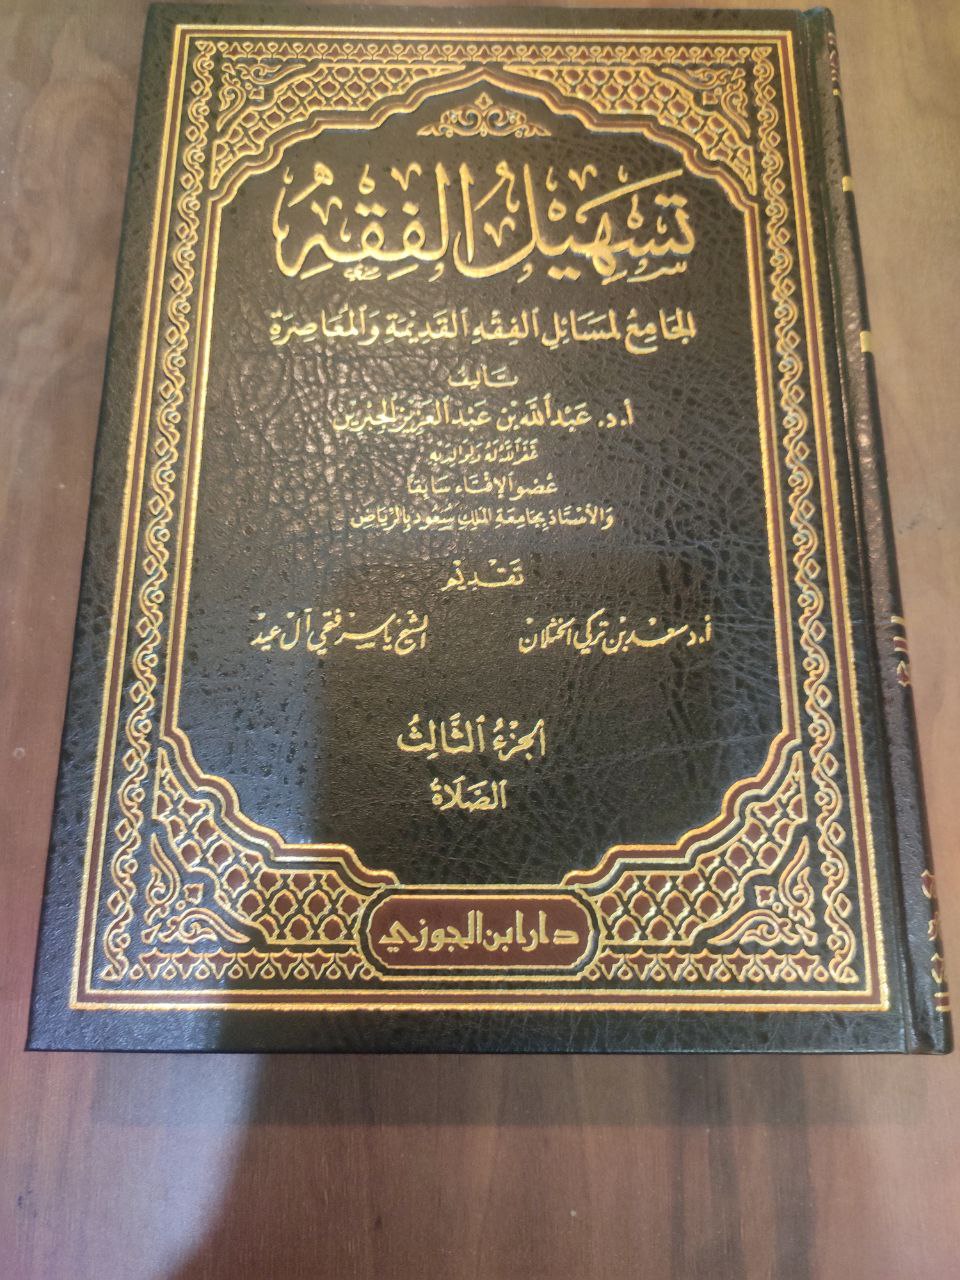 تسهيل الفقه
الجامع لمسائل الفقه القديمة والمعاصرة
تأليف
أ.د. عبد الله بن عبد العزيز الجبرين
غفر الله له ولوالديه
عضو الإفتاء سابقا
والأستاذ بجامعة الملك سعود بالرياض
تقديم
أ.د سعد بن تركي الخثلان الشيخ ياسر فتحي آل عيد
الجزء الثالث
الصلاة
دار ابن الجوزي